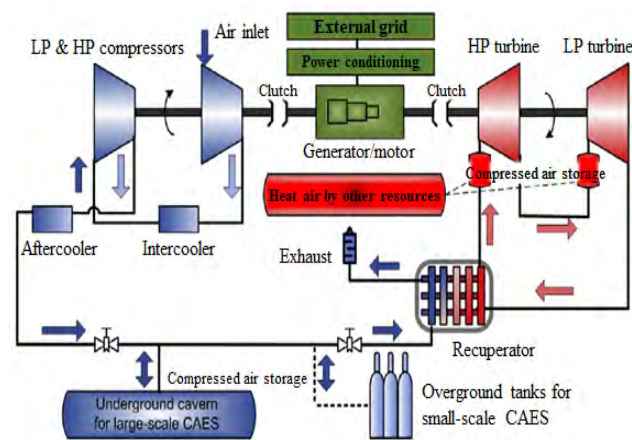 External grid
LP & HP compressors
Air inlet
HP turbine
LP turbine
Power conditioning
Clutch
Clutch
Generator/motor
Compressed air storage
Heat air by other resources
Aftercooler
Intercooler
Exhaust
Recuperator
Compressed air storage
Underground cavern
for large-scale CAES
Overground tanks for
small-scale CAES